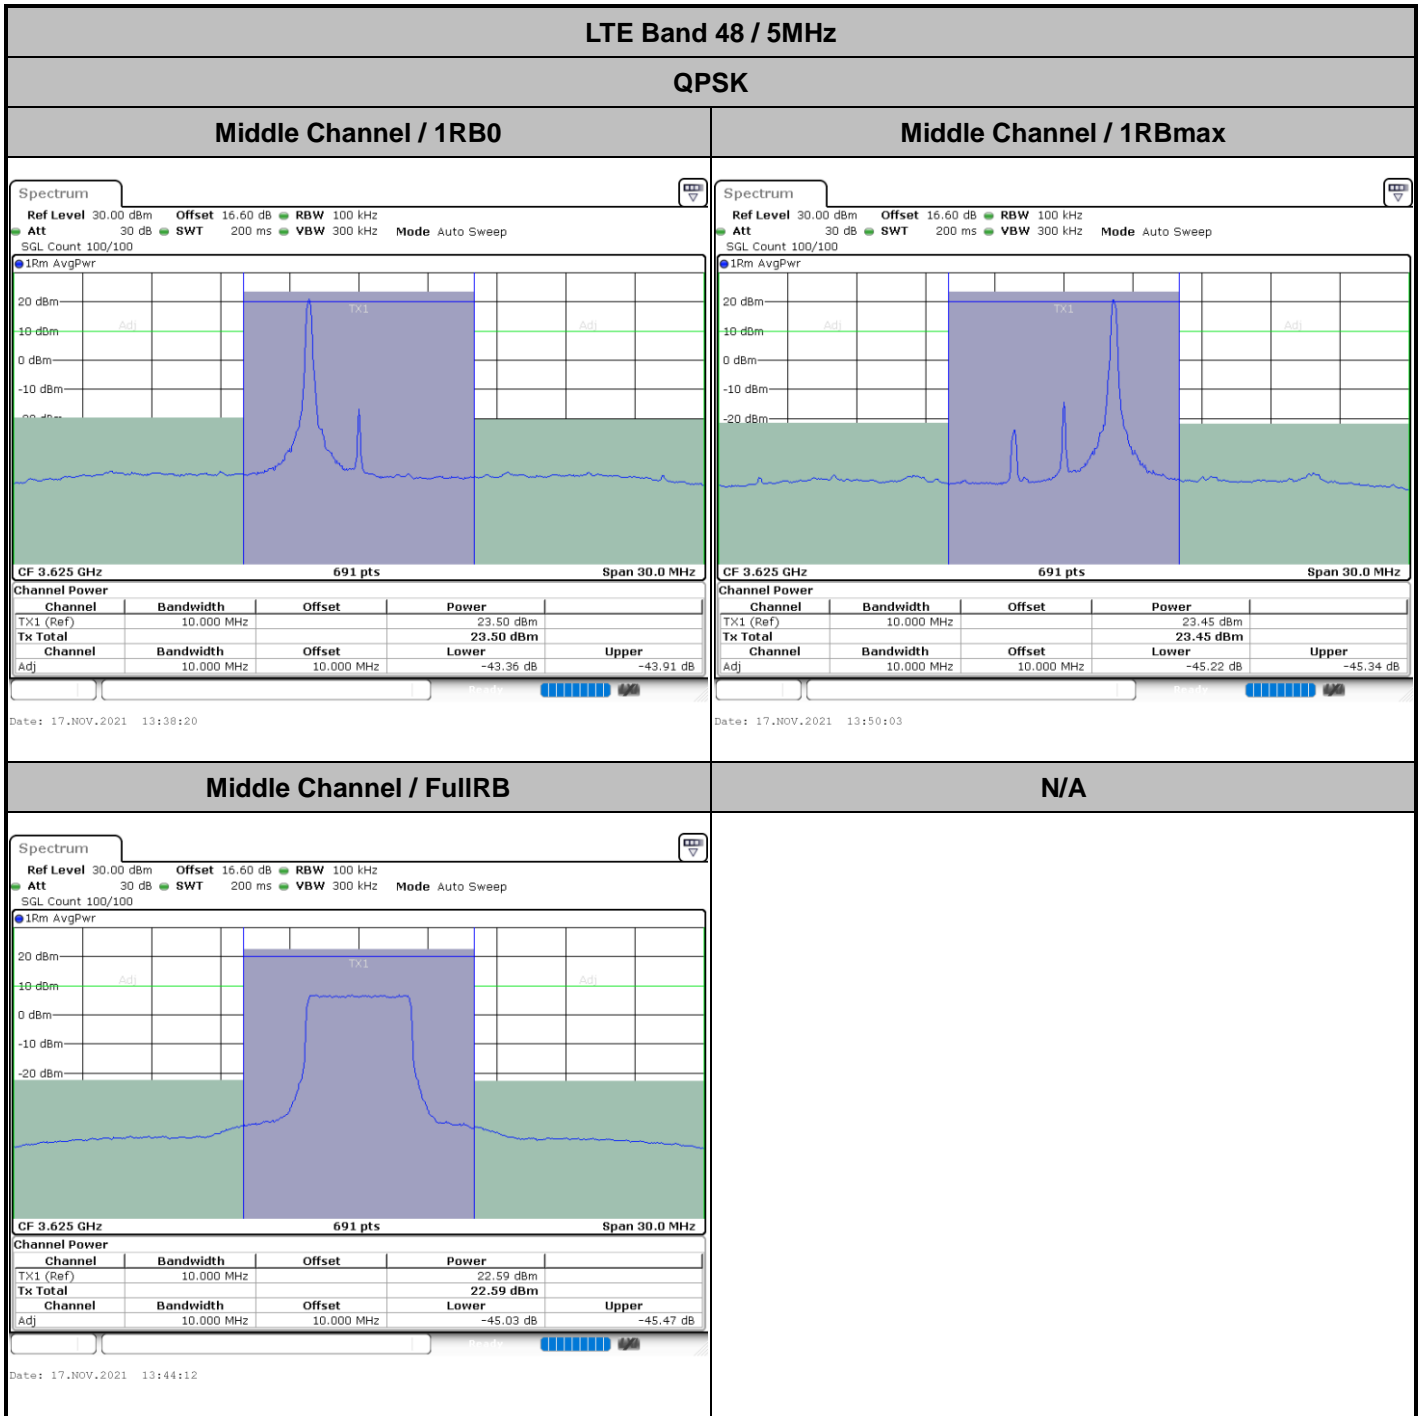 LTE Band 48 / 5MHz
QPSK
Middle Channel / 1RB0
Spectrum
Ref Level 30.00 dBm Offset 16.60 dB RBW 100 kHz
Att 30 dB SWT 200 ms VBW 300 kHz Mode Auto Sweep
SGL Count 100/100
1Rm AvgPwr
20 dBm
TX1
Adj
Adj
10 dBm
0 dBm
-10 dBm
-20 dBm
CF 3.625 GHz 691 pts Span 30.0 MHz
Channel Power
Channel Bandwidth Offset Power
TX1 (Ref) 10.000 MHz 23.50 dBm
Tx Total 23.50 dBm
Channel Bandwidth Offset Lower Upper
Adj 10.000 MHz 10.000 MHz -43.36 dB -43.91 dB
Ready
Date: 17.NOV.2021 13:38:20
Middle Channel / 1RBmax
Spectrum
Ref Level 30.00 dBm Offset 16.60 dB RBW 100 kHz
Att 30 dB SWT 200 ms VBW 300 kHz Mode Auto Sweep
SGL Count 100/100
1Rm AvgPwr
20 dBm
TX1
Adj
Adj
10 dBm
0 dBm
-10 dBm
-20 dBm
CF 3.625 GHz 691 pts Span 30.0 MHz
Channel Power
Channel Bandwidth Offset Power
TX1 (Ref) 10.000 MHz 23.45 dBm
Tx Total 23.45 dBm
Channel Bandwidth Offset Lower Upper
Adj 10.000 MHz 10.000 MHz -45.22 dB -45.34 dB
Ready
Date: 17.NOV.2021 13:50:03
Middle Channel / FullRB
Spectrum
Ref Level 30.00 dBm Offset 16.60 dB RBW 100 kHz
Att 30 dB SWT 200 ms VBW 300 kHz Mode Auto Sweep
SGL Count 100/100
1Rm AvgPwr
20 dBm
TX1
Adj
Adj
10 dBm
0 dBm
-10 dBm
-20 dBm
CF 3.625 GHz 691 pts Span 30.0 MHz
Channel Power
Channel Bandwidth Offset Power
TX1 (Ref) 10.000 MHz 22.59 dBm
Tx Total 22.59 dBm
Channel Bandwidth Offset Lower Upper
Adj 10.000 MHz 10.000 MHz -45.03 dB -45.47 dB
Ready
Date: 17.NOV.2021 13:44:12
N/A